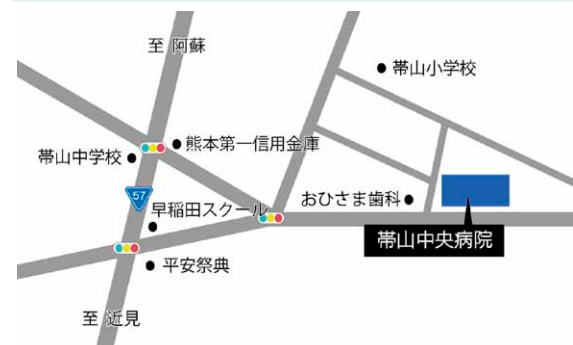 至 阿蘇
帯山小学校
熊本第一信用金庫
帯山中学校
57
早稲田スクール
おひさま歯科
帯山中央病院
平安祭典
至 近見